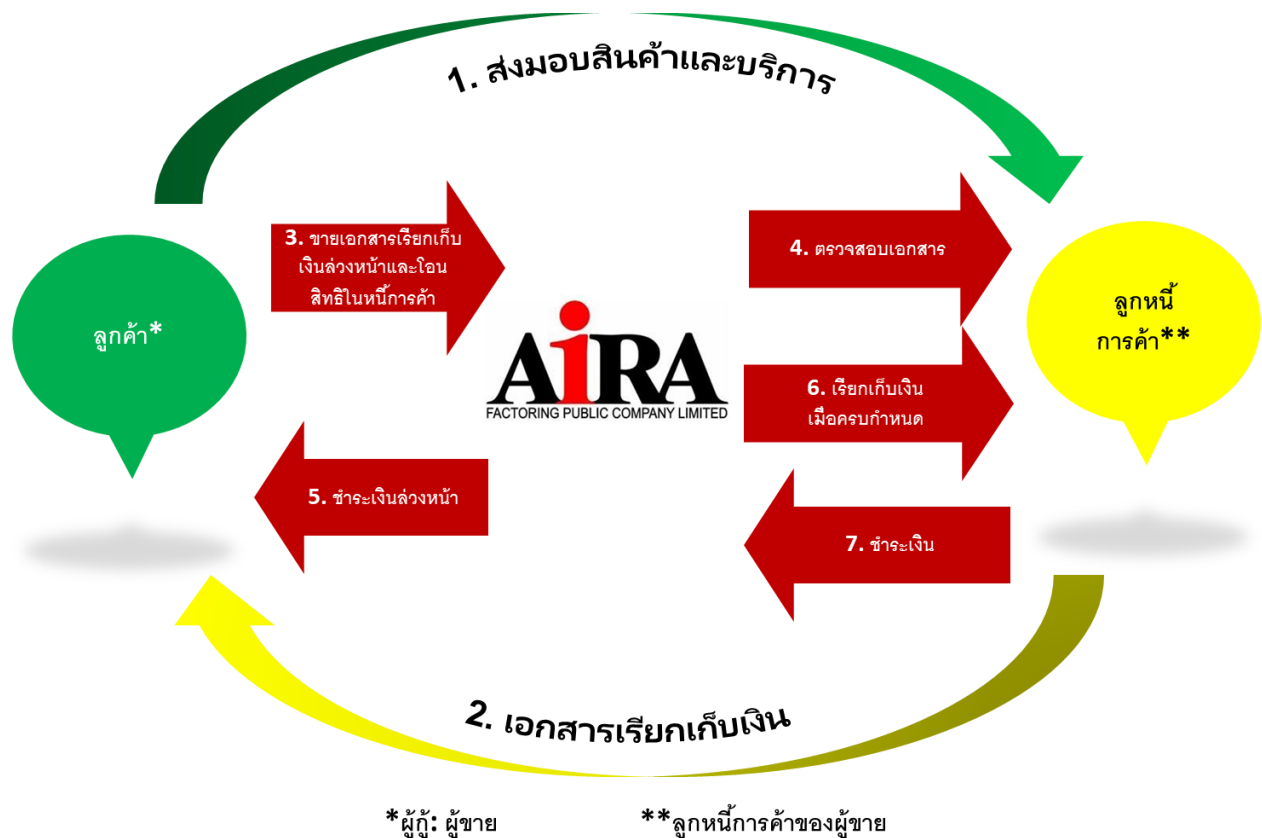 1. ส่งมอบสินค้าและบริการ
3. ขายเอกสารเรียกเก็บ
เงินล่วงหน้าและโอน
สิทธิในหนี้การค้า
4. ตรวจสอบเอกสาร
ลูกค้า*
ลูกหนี้
การค้า**
AiRA
FACTORING PUBLIC COMPANY LIMITED
6. เรียกเก็บเงิน
เมื่อครบกำหนด
5. ชำระเงินล่วงหน้า
7. ชำระเงิน
2. เอกสารเรียกเก็บเงิน
*ผู้กู้: ผู้ขาย
**ลูกหนี้การค้าของผู้ขาย